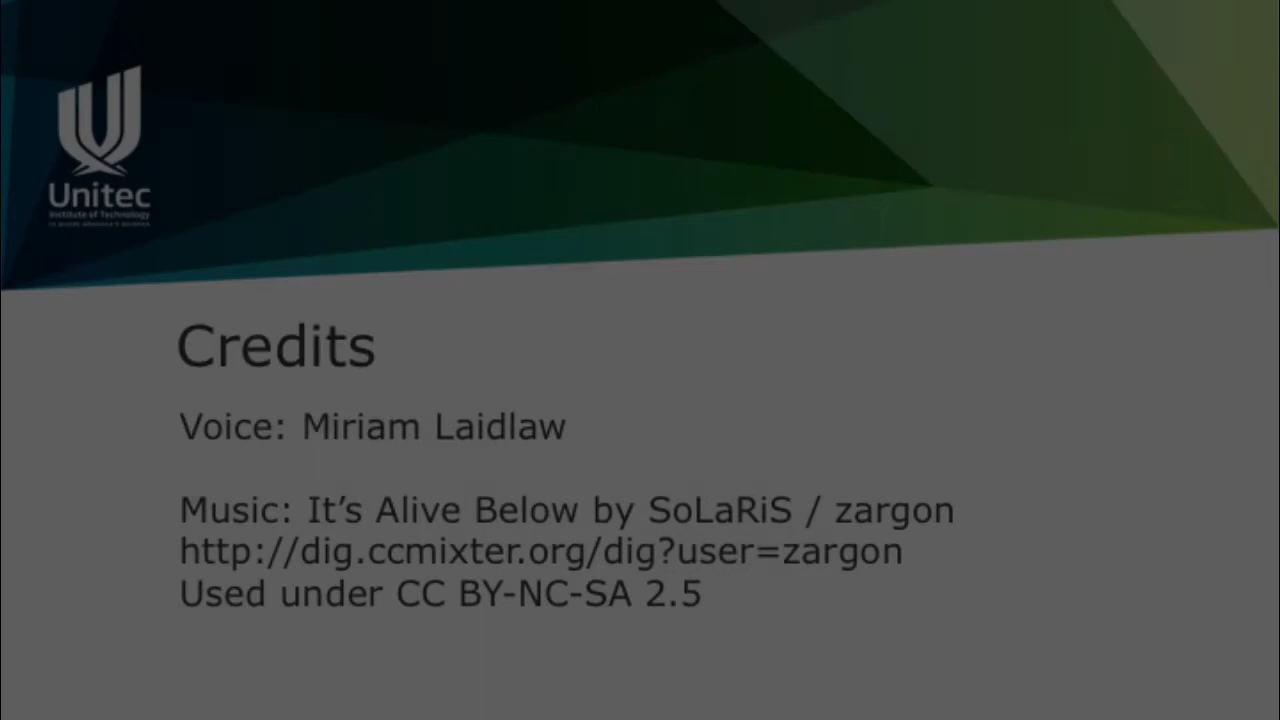 Unitec
Institute of Technology
Credits
Voice: Miriam Laidlaw
Music: It’s Alive Below by SoLaRiS / zargon
http://dig.ccmixter.org/dig?user=zargon
Used under CC BY-NC-SA 2.5